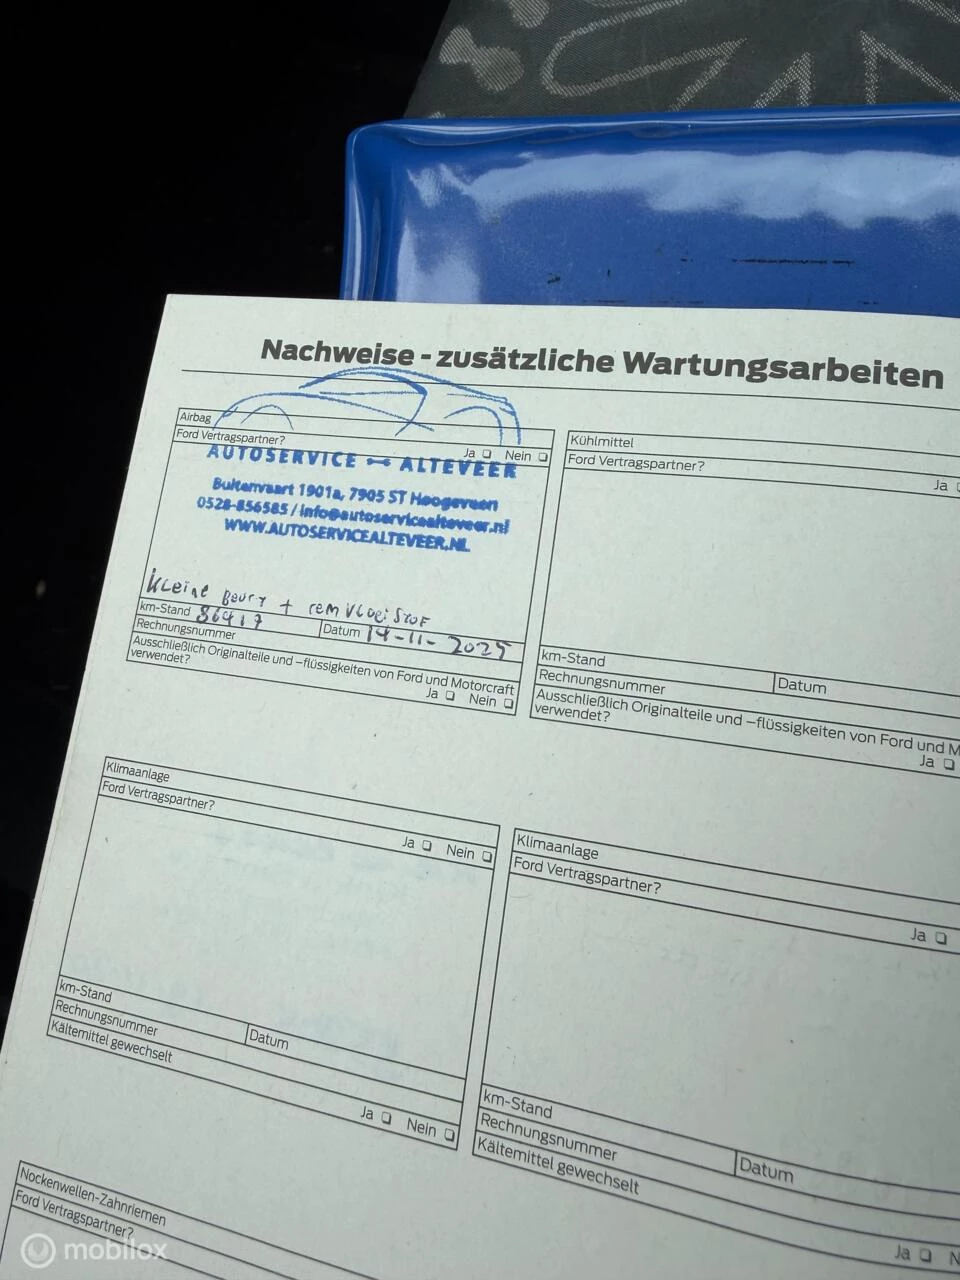 Nachweise - zusätzliche Wartungsarbeiten
Airbag
Ford Vertragspartner?
Ja ❏ Nein ❏
AUTOSERVICE ALTEVEER
Buitenvaart 1901a, 7905 ST Hoogeveen
0528-856585 / info@autoservicealteveer.nl
WWW.AUTOSERVICEALTEVEER.NL
kleine Beurt + remvloeistof
km-Stand 86417
Rechnungsnummer
Datum 14-11-2025
Ausschließlich Originalteile und –flüssigkeiten von Ford und Motorcraft
verwendet?
Ja ❏ Nein ❏
Kühlmittel
Ford Vertragspartner?
Ja
km-Stand
Rechnungsnummer
Datum
Ausschließlich Originalteile und –flüssigkeiten von Ford und M
verwendet?
Ja ❏
Klimaanlage
Ford Vertragspartner?
Ja ❏ Nein ❏
km-Stand
Rechnungsnummer
Datum
Kältemittel gewechselt
Ja ❏ Nein ❏
Klimaanlage
Ford Vertragspartner?
Ja ❏
km-Stand
Rechnungsnummer
Datum
Kältemittel gewechselt
Ja ❏ N
Nockenwellen-Zahnriemen
Ford Vertragspartner?
mobilox